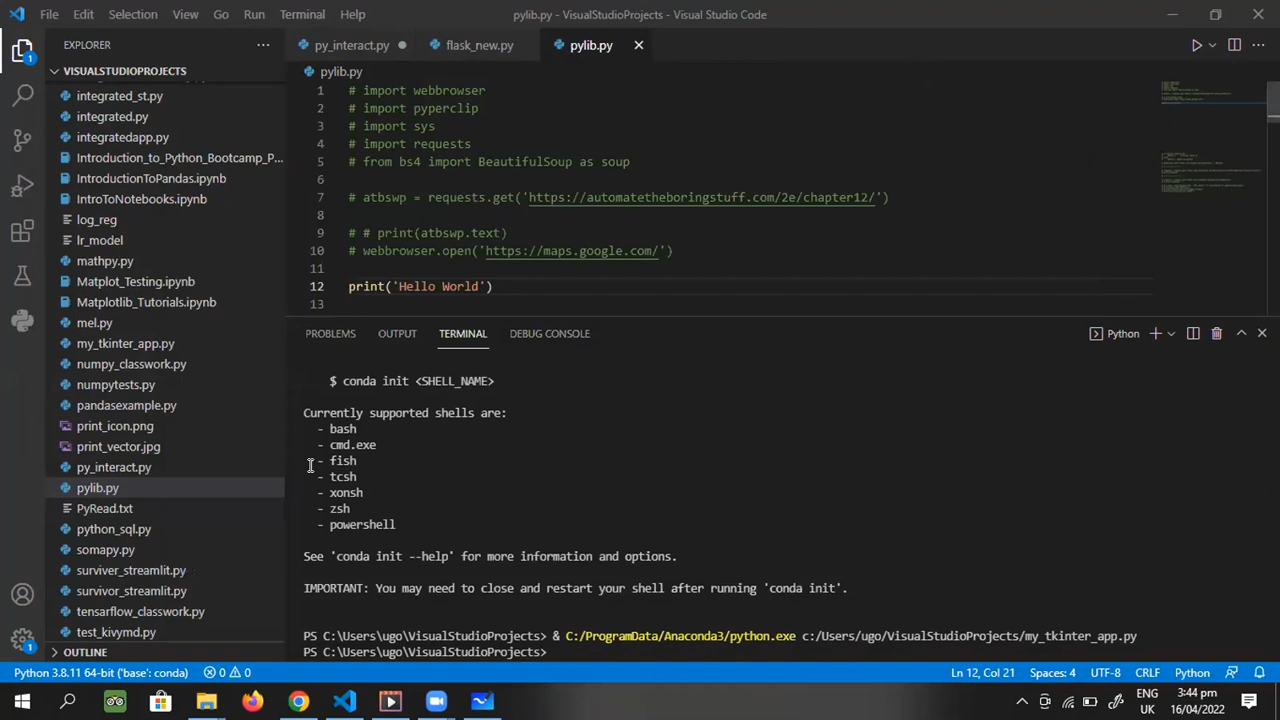 File Edit Selection View Go Run Terminal Help
pylib.py - VisualStudioProjects - Visual Studio Code
EXPLORER
py_interact.py
flask_new.py
pylib.py
VISUALSTUDIOPROJECTS
integrated_st.py
integrated.py
integratedapp.py
Introduction_to_Python_Bootcamp_P...
IntroductionToPandas.ipynb
IntroToNotebooks.ipynb
log_reg
lr_model
mathpy.py
Matplot_Testing.ipynb
Matplotlib_Tutorials.ipynb
mel.py
my_tkinter_app.py
numpy_classwork.py
numpytests.py
pandasexample.py
print_icon.png
print_vector.jpg
py_interact.py
pylib.py
PyRead.txt
python_sql.py
somapy.py
surviver_streamlit.py
survivor_streamlit.py
tensarflow_classwork.py
test_kivymd.py
OUTLINE
pylib.py
1 # import webbrowser
2 # import pyperclip
3 # import sys
4 # import requests
5 # from bs4 import BeautifulSoup as soup
6
7 # atbswp = requests.get('https://automatetheboringstuff.com/2e/chapter12/')
8
9 # # print(atbswp.text)
10 # webbrowser.open('https://maps.google.com/')
11
12 print('Hello World')
13
PROBLEMS OUTPUT TERMINAL DEBUG CONSOLE
Python
$ conda init <SHELL_NAME>
Currently supported shells are:
- bash
- cmd.exe
- fish
- tcsh
- xonsh
- zsh
- powershell
See 'conda init --help' for more information and options.
IMPORTANT: You may need to close and restart your shell after running 'conda init'.
PS C:\Users\ugo\VisualStudioProjects> & C:/ProgramData/Anaconda3/python.exe c:/Users/ugo/VisualStudioProjects/my_tkinter_app.py
PS C:\Users\ugo\VisualStudioProjects>
Python 3.8.11 64-bit ('base': conda) 0 0
Ln 12, Col 21 Spaces: 4 UTF-8 CRLF Python
ENG
UK
3:44 pm
16/04/2022